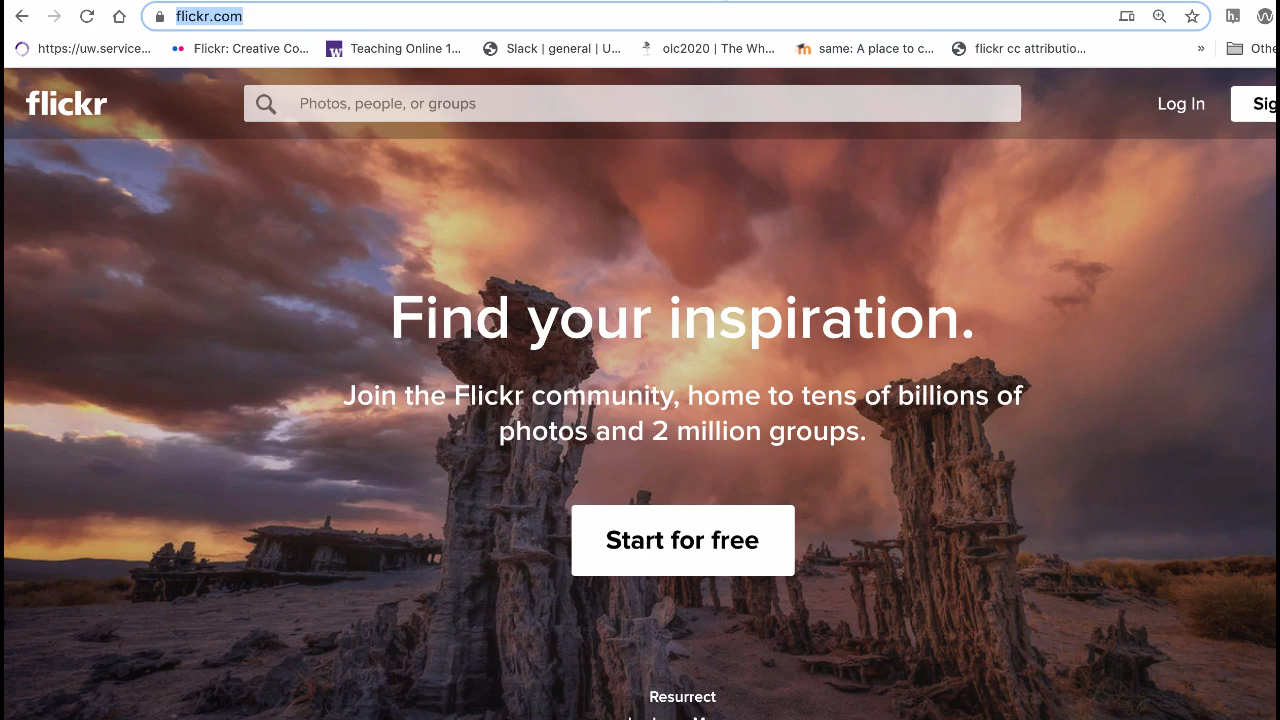 flickr.com
https://uw.service...
Flickr: Creative Co...
Teaching Online 1...
Slack | general | U...
olc2020 | The Wh...
same: A place to c...
flickr cc attributio...
»
Othe
flickr
Photos, people, or groups
Log In
Sig
Find your inspiration.
Join the Flickr community, home to tens of billions of
photos and 2 million groups.
Start for free
Resurrect